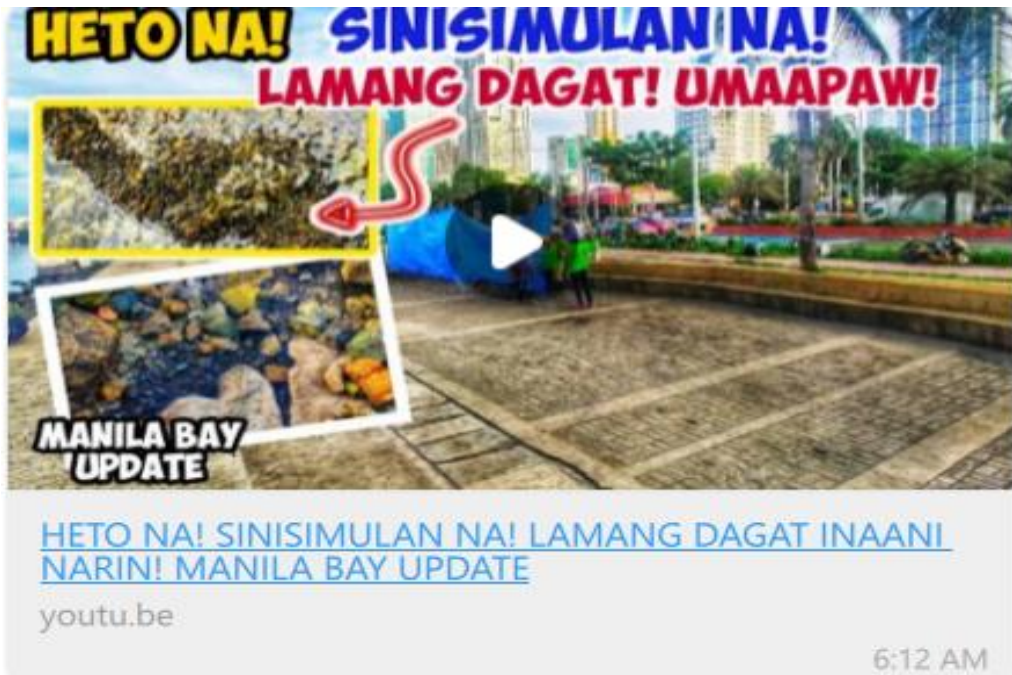 HETO NA! SINISIMULAN NA!
LAMANG DAGAT! UMAAPAW!
MANILA BAY
UPDATE
HETO NA! SINISIMULAN NA! LAMANG DAGAT INAANI
NARIN! MANILA BAY UPDATE
youtu.be
6:12 AM